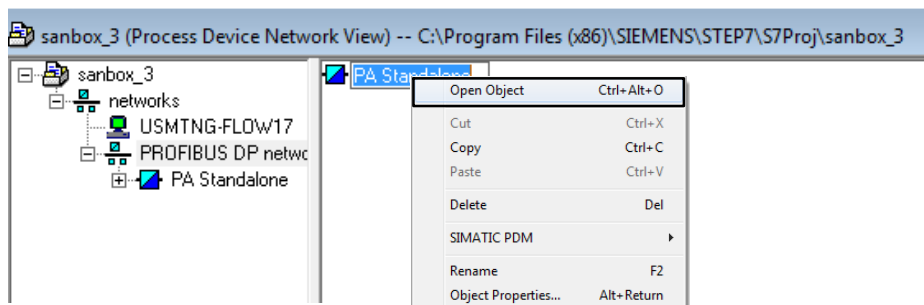 sanbox_3 (Process Device Network View) -- C:\Program Files (x86)\SIEMENS\STEP7\S7Proj\sanbox_3
sanbox_3
networks
USMTNG-FLOW17
PROFIBUS DP netwo
PA Standalone
PA Standalone
Open Object Ctrl+Alt+O
Cut Ctrl+X
Copy Ctrl+C
Paste Ctrl+V
Delete Del
SIMATIC PDM
Rename F2
Object Properties... Alt+Return